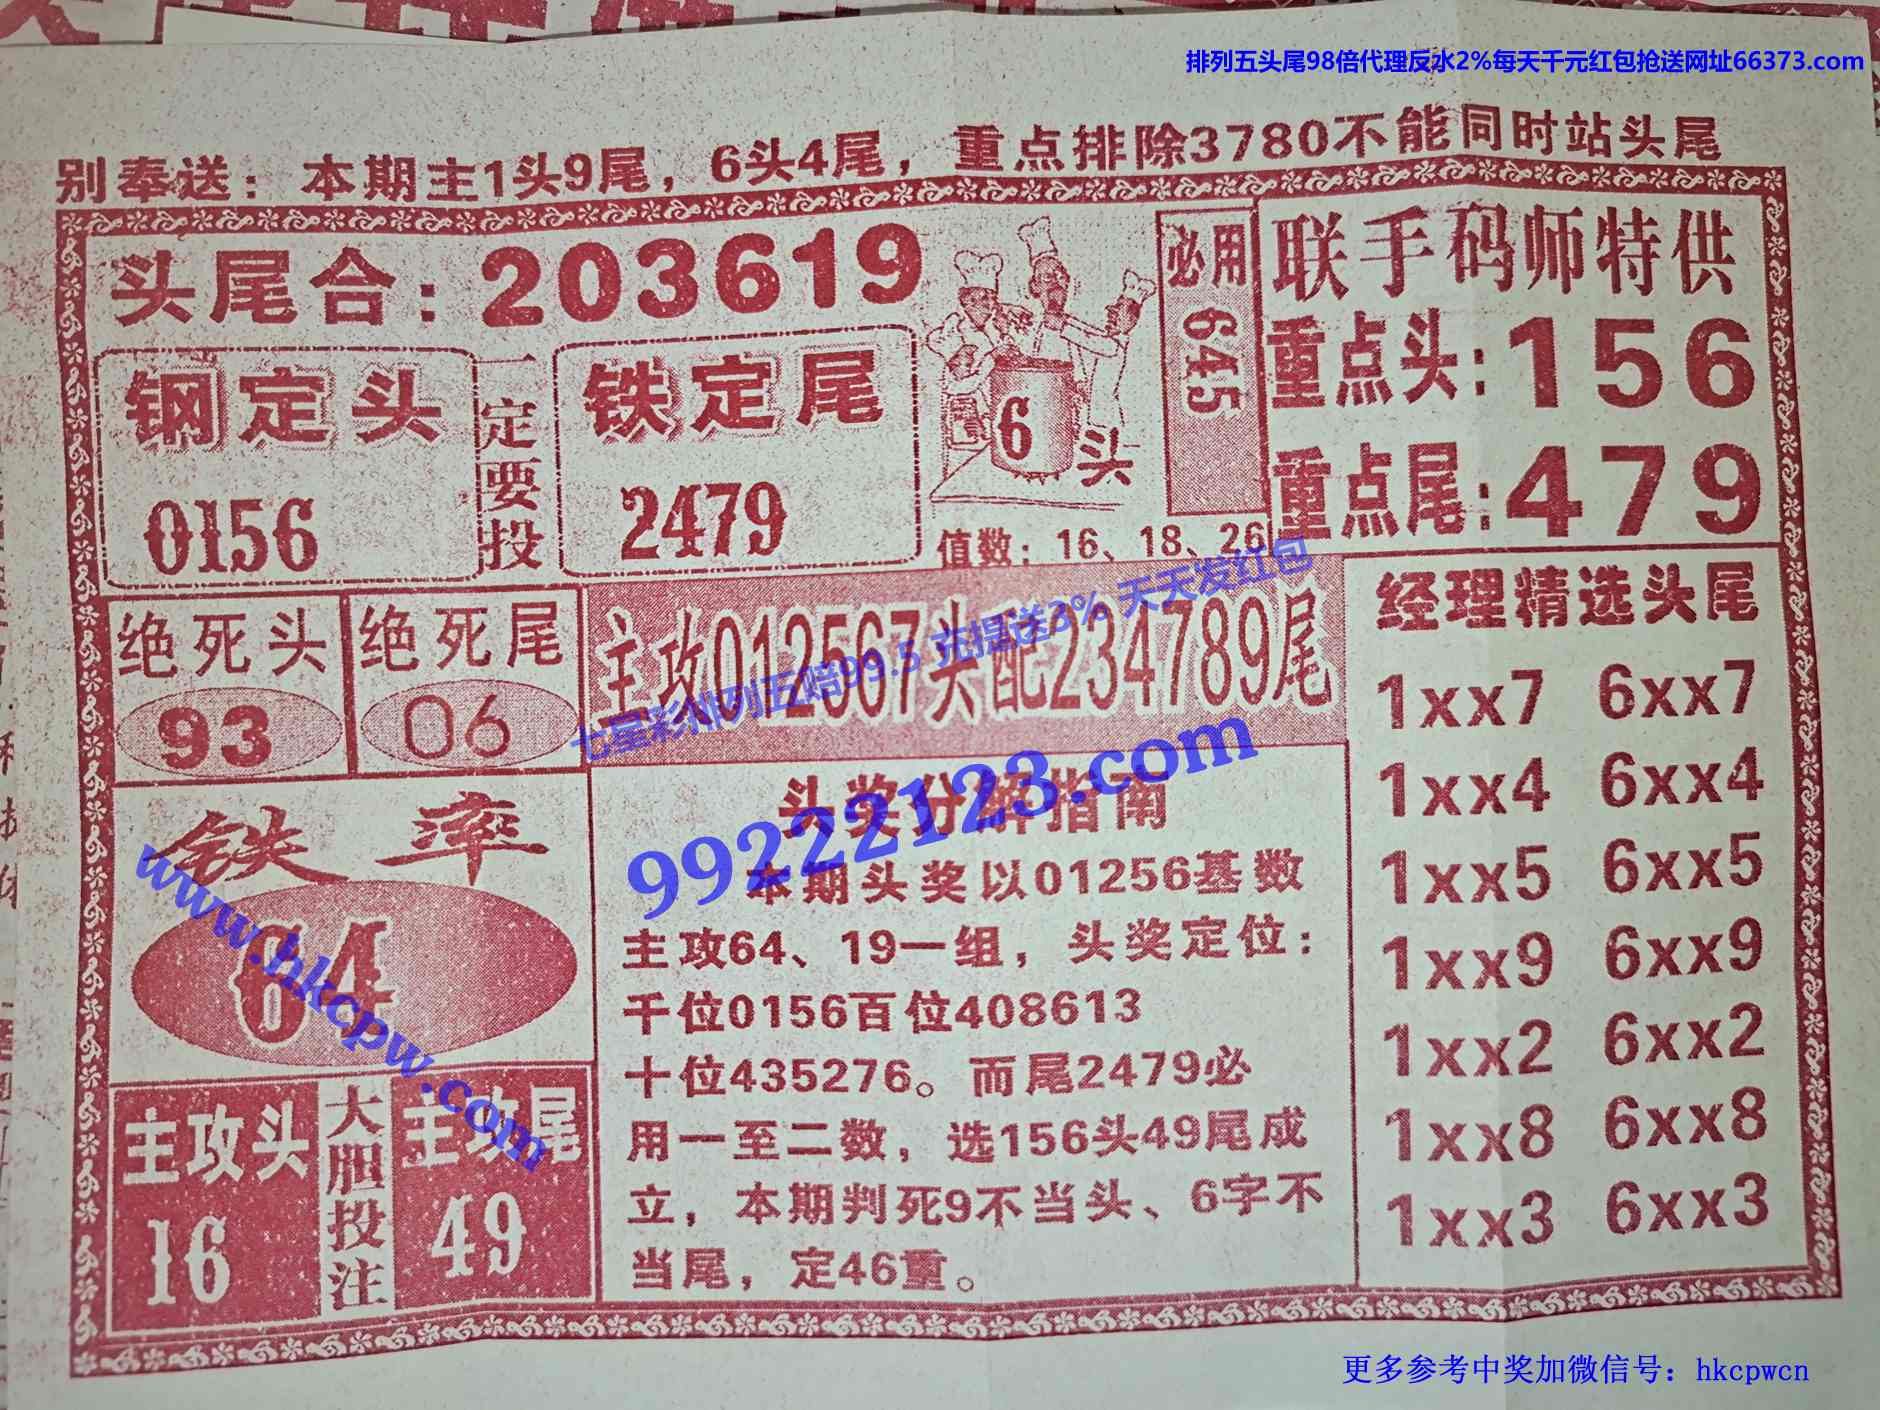 排列五头尾98倍代理反水2%每天千元红包抢送网址66373.com
别奉送：本期主1头9尾，6头4尾，重点排除3780不能同时站头尾
头尾合：203619
钢定头
0156
一定要投
铁定尾
2479
6头
值数：16、18、26
必用
645
联手码师特供
重点头：156
重点尾：479
绝死头
93
绝死尾
06
主攻012567头配234789尾
七星彩排列五赔99.5 充提送3% 天天发红包
99222123.com
铁率
64
www.hkcpw.com
主攻头
16
大胆投注
主攻尾
49
头奖分解指南
本期头奖以01256基数
主攻64、19一组，头奖定位：
千位0156百位408613
十位435276。而尾2479必
用一至二数，选156头49尾成
立，本期判死9不当头、6字不
当尾，定46重。
经理精选头尾
1xx7 6xx7
1xx4 6xx4
1xx5 6xx5
1xx9 6xx9
1xx2 6xx2
1xx8 6xx8
1xx3 6xx3
更多参考中奖加微信号：hkcpwcn